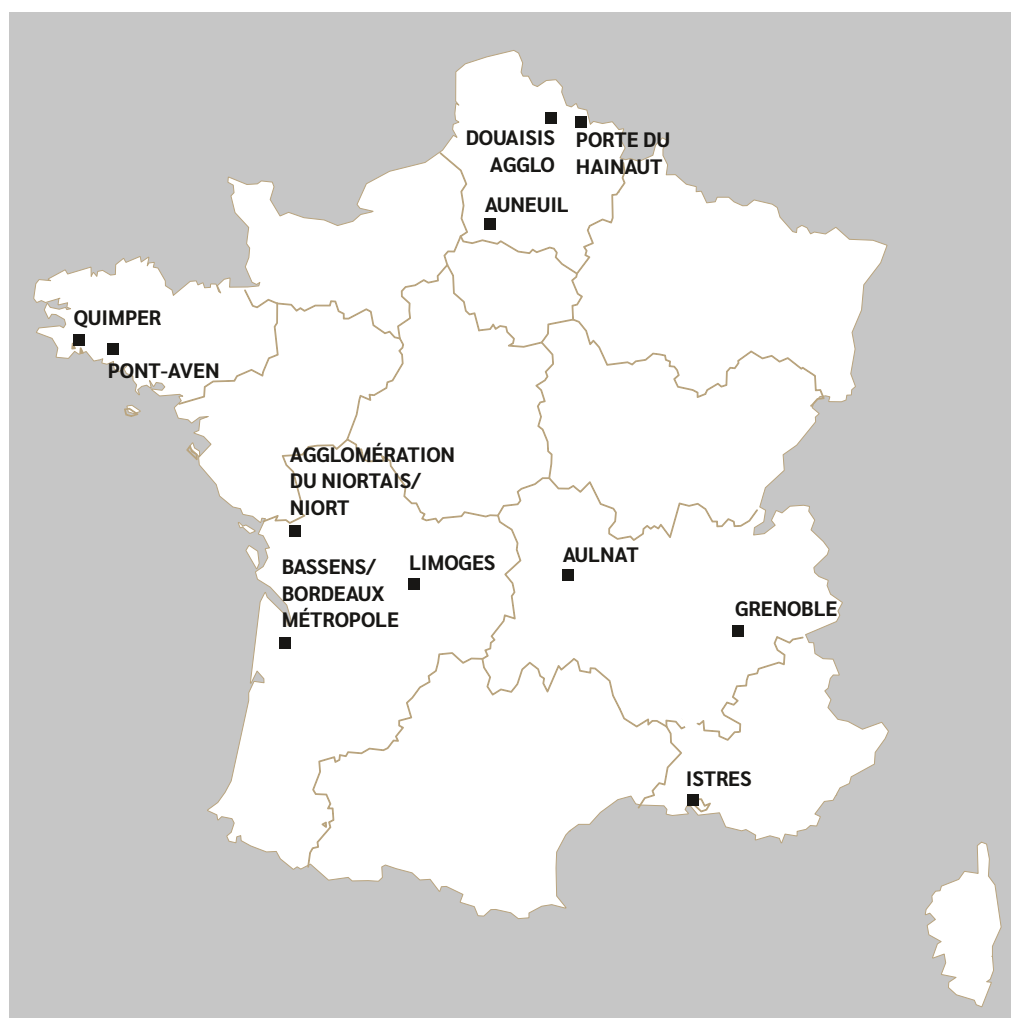 DOUAISIS
AGGLO
PORTE DU
HAINAUT
AUNEUIL
QUIMPER
PONT-AVEN
AGGLOMÉRATION
DU NIORTAIS/
NIORT
BASSENS/
BORDEAUX
MÉTROPOLE
LIMOGES
AULNAT
GRENOBLE
ISTRES